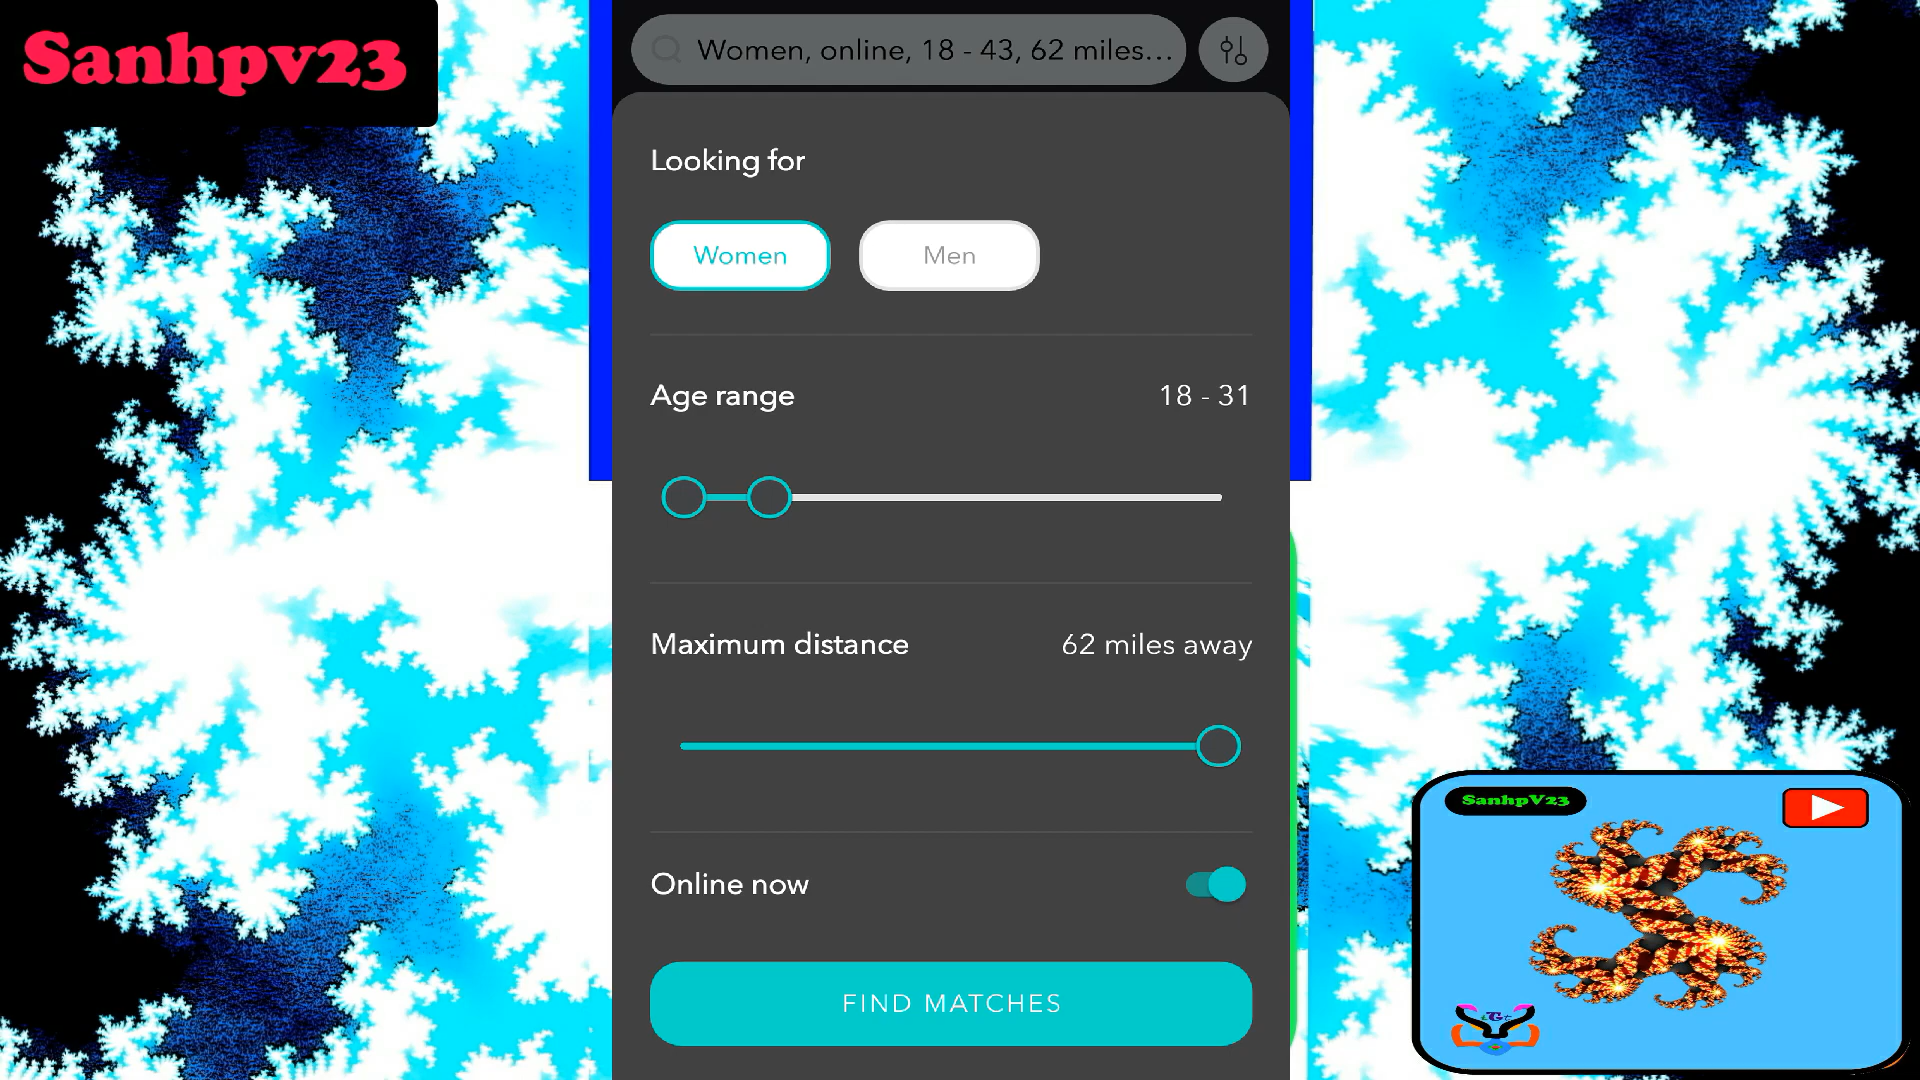 Sanhpv23
Women, online, 18 - 43, 62 miles...
Looking for
Women
Men
Age range
18 - 31
Maximum distance
62 miles away
Online now
FIND MATCHES
SanhpV23